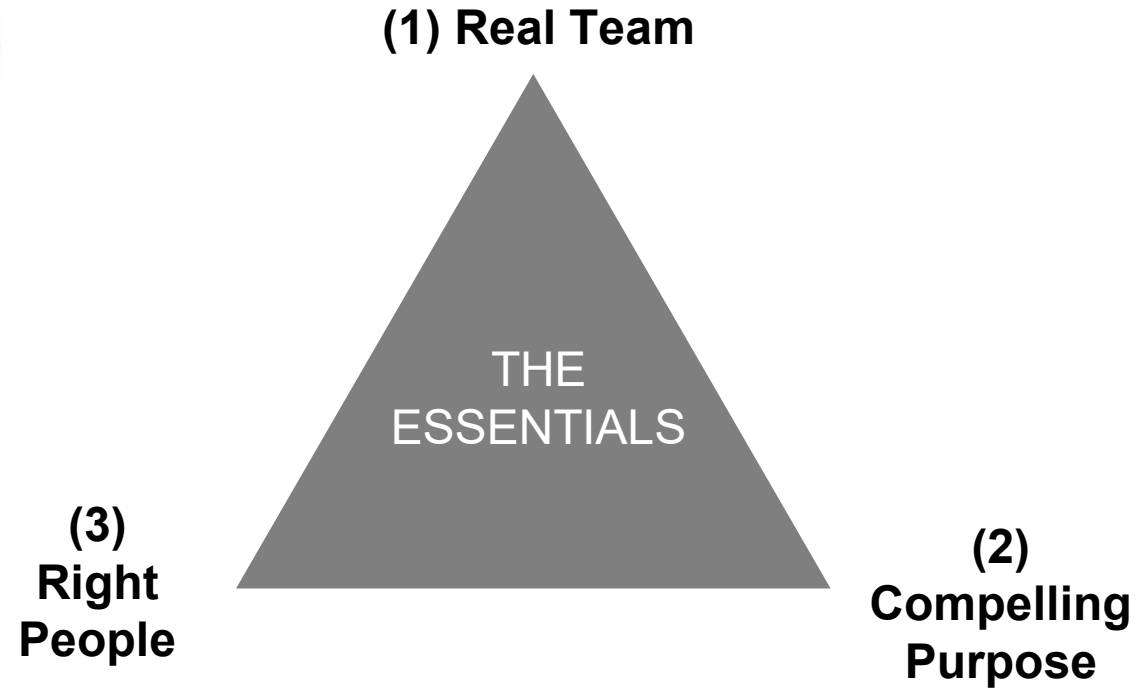 (1) Real Team
THE
ESSENTIALS
(3)
Right
People
(2)
Compelling
Purpose